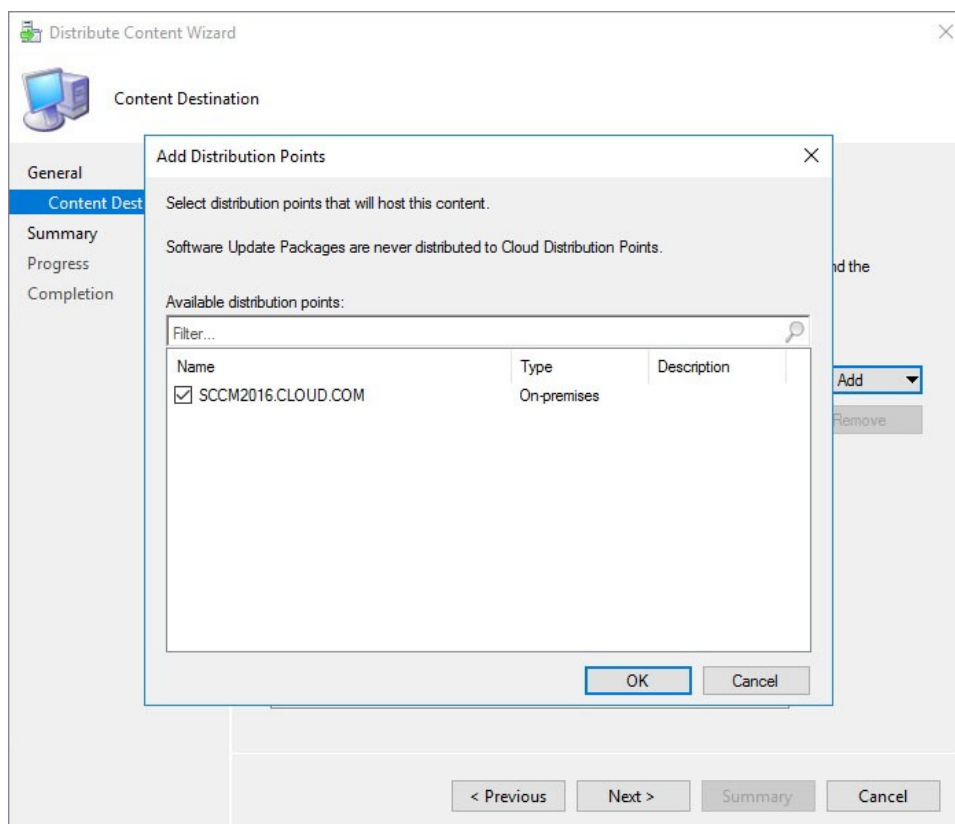 Distribute Content Wizard
Content Destination
General
Content Dest
Summary
Progress
Completion
Add Distribution Points
Select distribution points that will host this content.
Software Update Packages are never distributed to Cloud Distribution Points.
Available distribution points:
Filter...
Name Type Description
SCCM2016.CLOUD.COM On-premises
OK Cancel
nd the
Add
Remove
< Previous Next > Summary Cancel